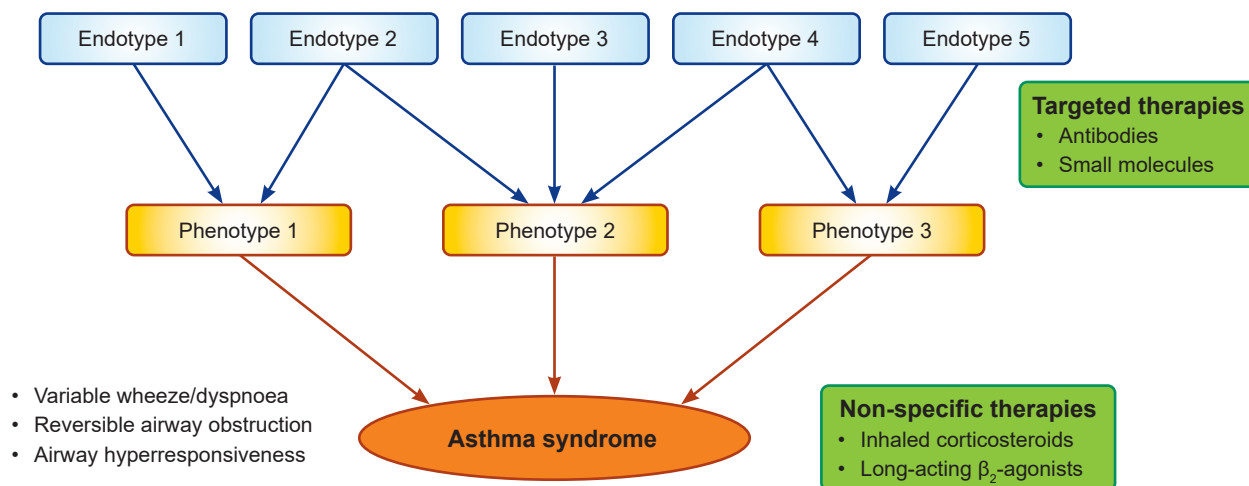 Endotype 1
Endotype 2
Endotype 3
Endotype 4
Endotype 5
Targeted therapies
• Antibodies
• Small molecules
Phenotype 1
Phenotype 2
Phenotype 3
• Variable wheeze/dyspnoea
• Reversible airway obstruction
• Airway hyperresponsiveness
Asthma syndrome
Non-specific therapies
• Inhaled corticosteroids
• Long-acting β₂-agonists